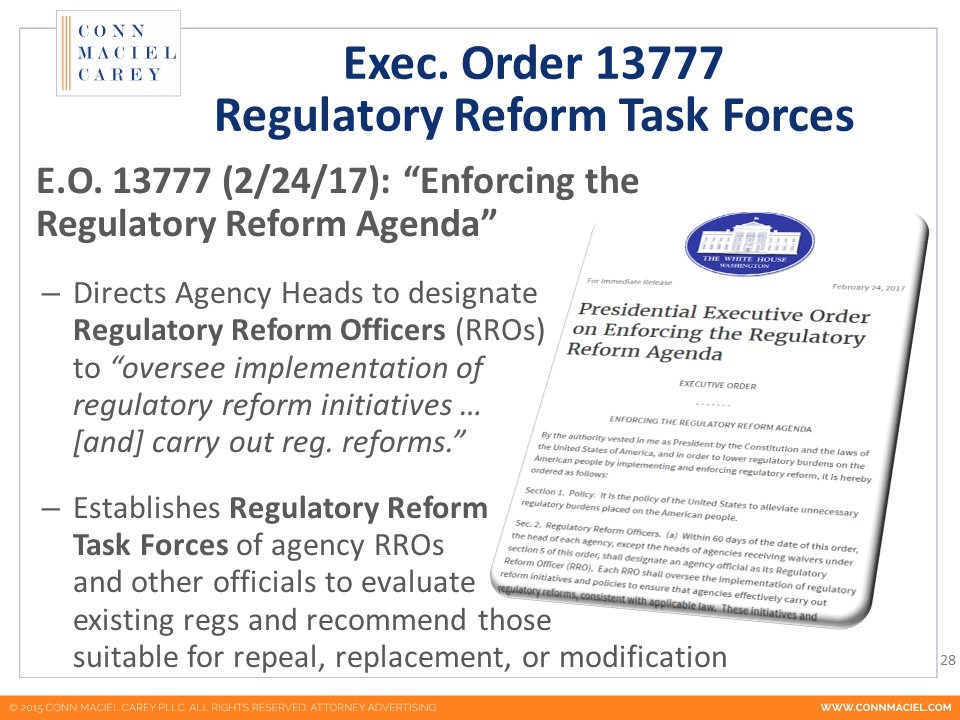 CONN
MACIEL
CAREY
Exec. Order 13777
Regulatory Reform Task Forces
E.O. 13777 (2/24/17): “Enforcing the
Regulatory Reform Agenda”
– Directs Agency Heads to designate
Regulatory Reform Officers (RROs)
to “oversee implementation of
regulatory reform initiatives …
[and] carry out reg. reforms.”
– Establishes Regulatory Reform
Task Forces of agency RROs
and other officials to evaluate
existing regs and recommend those
suitable for repeal, replacement, or modification
THE WHITE HOUSE
WASHINGTON
For Immediate Release
February 24, 2017
Presidential Executive Order
on Enforcing the Regulatory
Reform Agenda
EXECUTIVE ORDER
- - - - - - -
ENFORCING THE REGULATORY REFORM AGENDA
By the authority vested in me as President by the Constitution and the laws of
the United States of America, and in order to lower regulatory burdens on the
American people by implementing and enforcing regulatory reform, it is hereby
ordered as follows:
Section 1. Policy. It is the policy of the United States to alleviate unnecessary
regulatory burdens placed on the American people.
Sec. 2. Regulatory Reform Officers. (a) Within 60 days of the date of this order,
the head of each agency, except the heads of agencies receiving waivers under
section 5 of this order, shall designate an agency official as its Regulatory
Reform Officer (RRO). Each RRO shall oversee the implementation of regulatory
reform initiatives and policies to ensure that agencies effectively carry out
regulatory reforms, consistent with applicable law. These initiatives and
28
© 2015 CONN MACIEL CAREY PLLC. ALL RIGHTS RESERVED. ATTORNEY ADVERTISING.
WWW.CONNMACIEL.COM